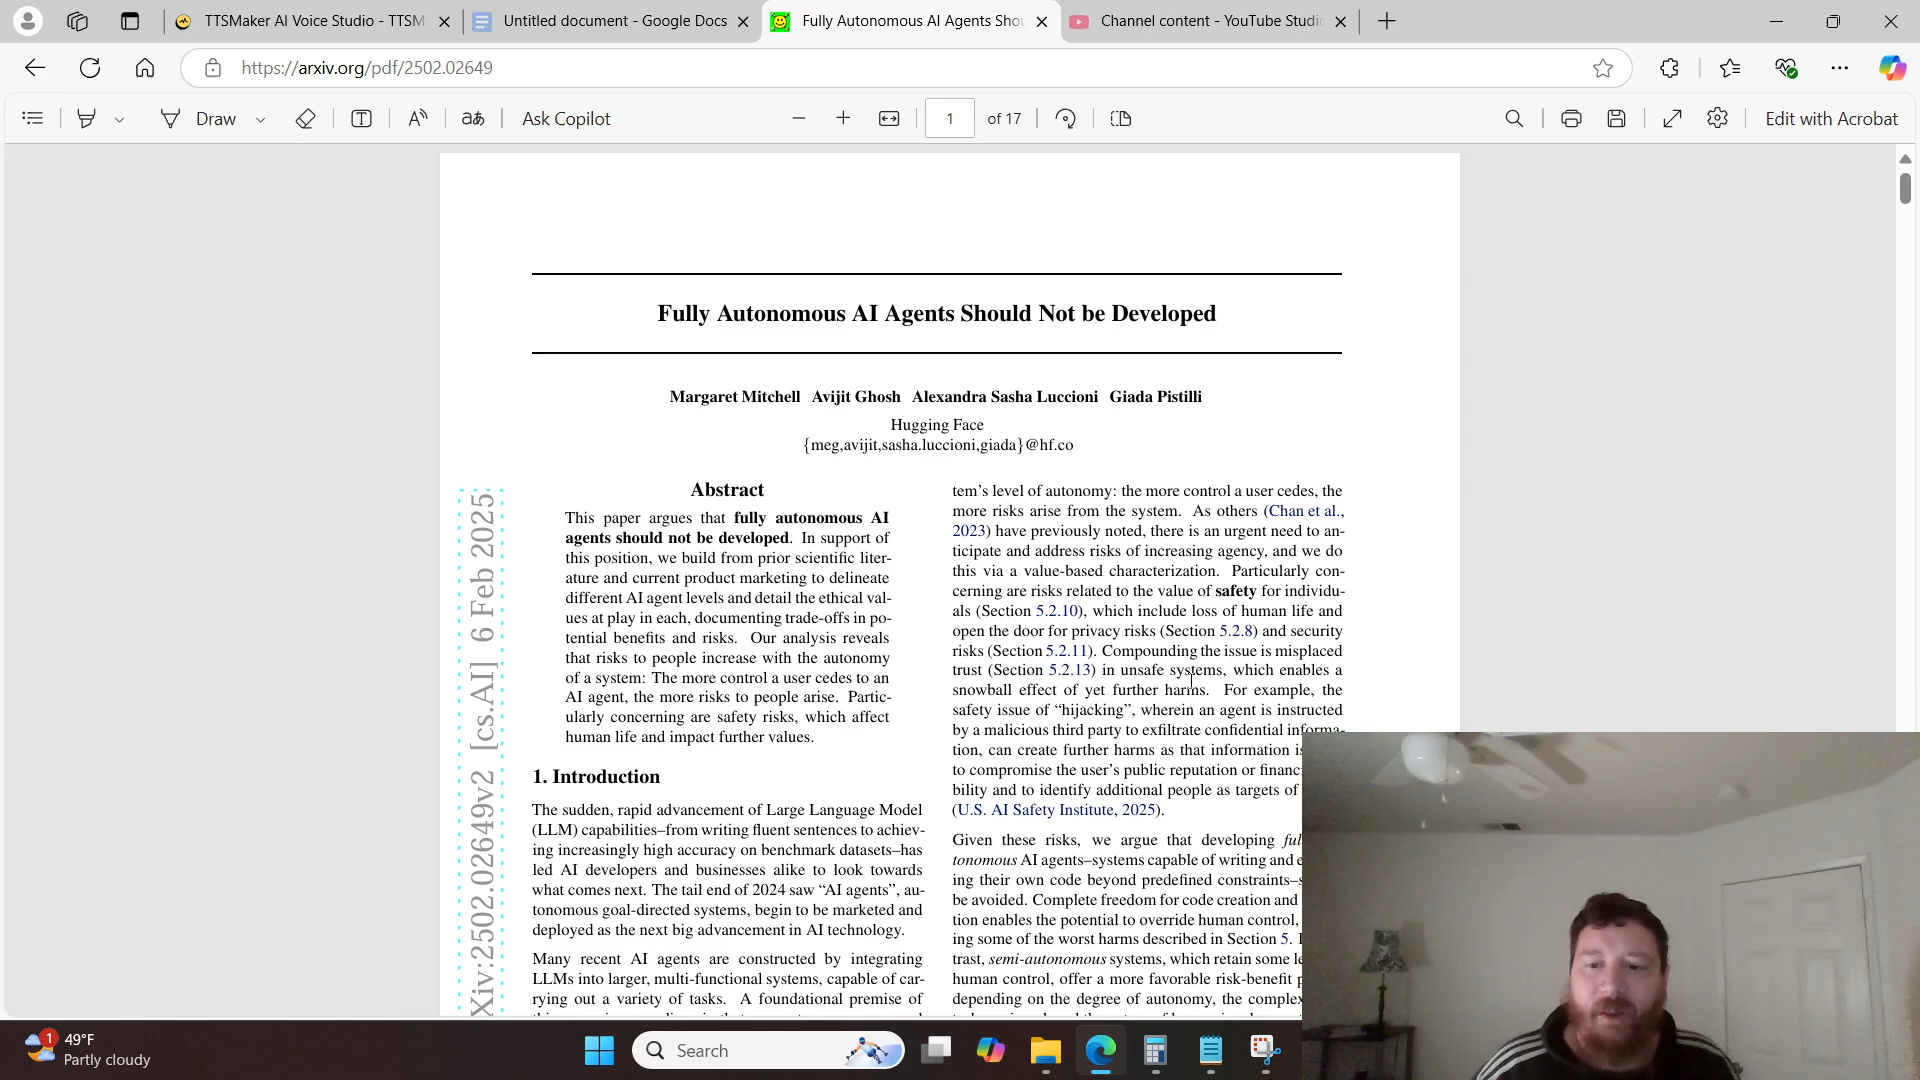 TTSMaker AI Voice Studio - TTSM
Untitled document - Google Docs
Fully Autonomous AI Agents Shou
Channel content - YouTube Studio
https://arxiv.org/pdf/2502.02649
Draw
aあ
Ask Copilot
1 of 17
Edit with Acrobat
Fully Autonomous AI Agents Should Not be Developed
Margaret Mitchell Avijit Ghosh Alexandra Sasha Luccioni Giada Pistilli
Hugging Face
{meg,avijit,sasha.luccioni,giada}@hf.co
Xiv:2502.02649v2 [cs.AI] 6 Feb 2025
Abstract
This paper argues that fully autonomous AI
agents should not be developed. In support of
this position, we build from prior scientific liter-
ature and current product marketing to delineate
different AI agent levels and detail the ethical val-
ues at play in each, documenting trade-offs in po-
tential benefits and risks. Our analysis reveals
that risks to people increase with the autonomy
of a system: The more control a user cedes to an
AI agent, the more risks to people arise. Partic-
ularly concerning are safety risks, which affect
human life and impact further values.
1. Introduction
The sudden, rapid advancement of Large Language Model
(LLM) capabilities–from writing fluent sentences to achiev-
ing increasingly high accuracy on benchmark datasets–has
led AI developers and businesses alike to look towards
what comes next. The tail end of 2024 saw “AI agents”, au-
tonomous goal-directed systems, begin to be marketed and
deployed as the next big advancement in AI technology.
Many recent AI agents are constructed by integrating
LLMs into larger, multi-functional systems, capable of car-
rying out a variety of tasks. A foundational premise of
tem’s level of autonomy: the more control a user cedes, the
more risks arise from the system. As others (Chan et al.,
2023) have previously noted, there is an urgent need to an-
ticipate and address risks of increasing agency, and we do
this via a value-based characterization. Particularly con-
cerning are risks related to the value of safety for individu-
als (Section 5.2.10), which include loss of human life and
open the door for privacy risks (Section 5.2.8) and security
risks (Section 5.2.11). Compounding the issue is misplaced
trust (Section 5.2.13) in unsafe systems, which enables a
snowball effect of yet further harms. For example, the
safety issue of “hijacking”, wherein an agent is instructed
by a malicious third party to exfiltrate confidential informa-
tion, can create further harms as that information is
to compromise the user’s public reputation or financi
bility and to identify additional people as targets of
(U.S. AI Safety Institute, 2025).
Given these risks, we argue that developing ful
tonomous AI agents–systems capable of writing and e
ing their own code beyond predefined constraints–s
be avoided. Complete freedom for code creation and
tion enables the potential to override human control,
ing some of the worst harms described in Section 5. I
trast, semi-autonomous systems, which retain some le
human control, offer a more favorable risk-benefit p
depending on the degree of autonomy, the complex
1
49°F
Partly cloudy
Search